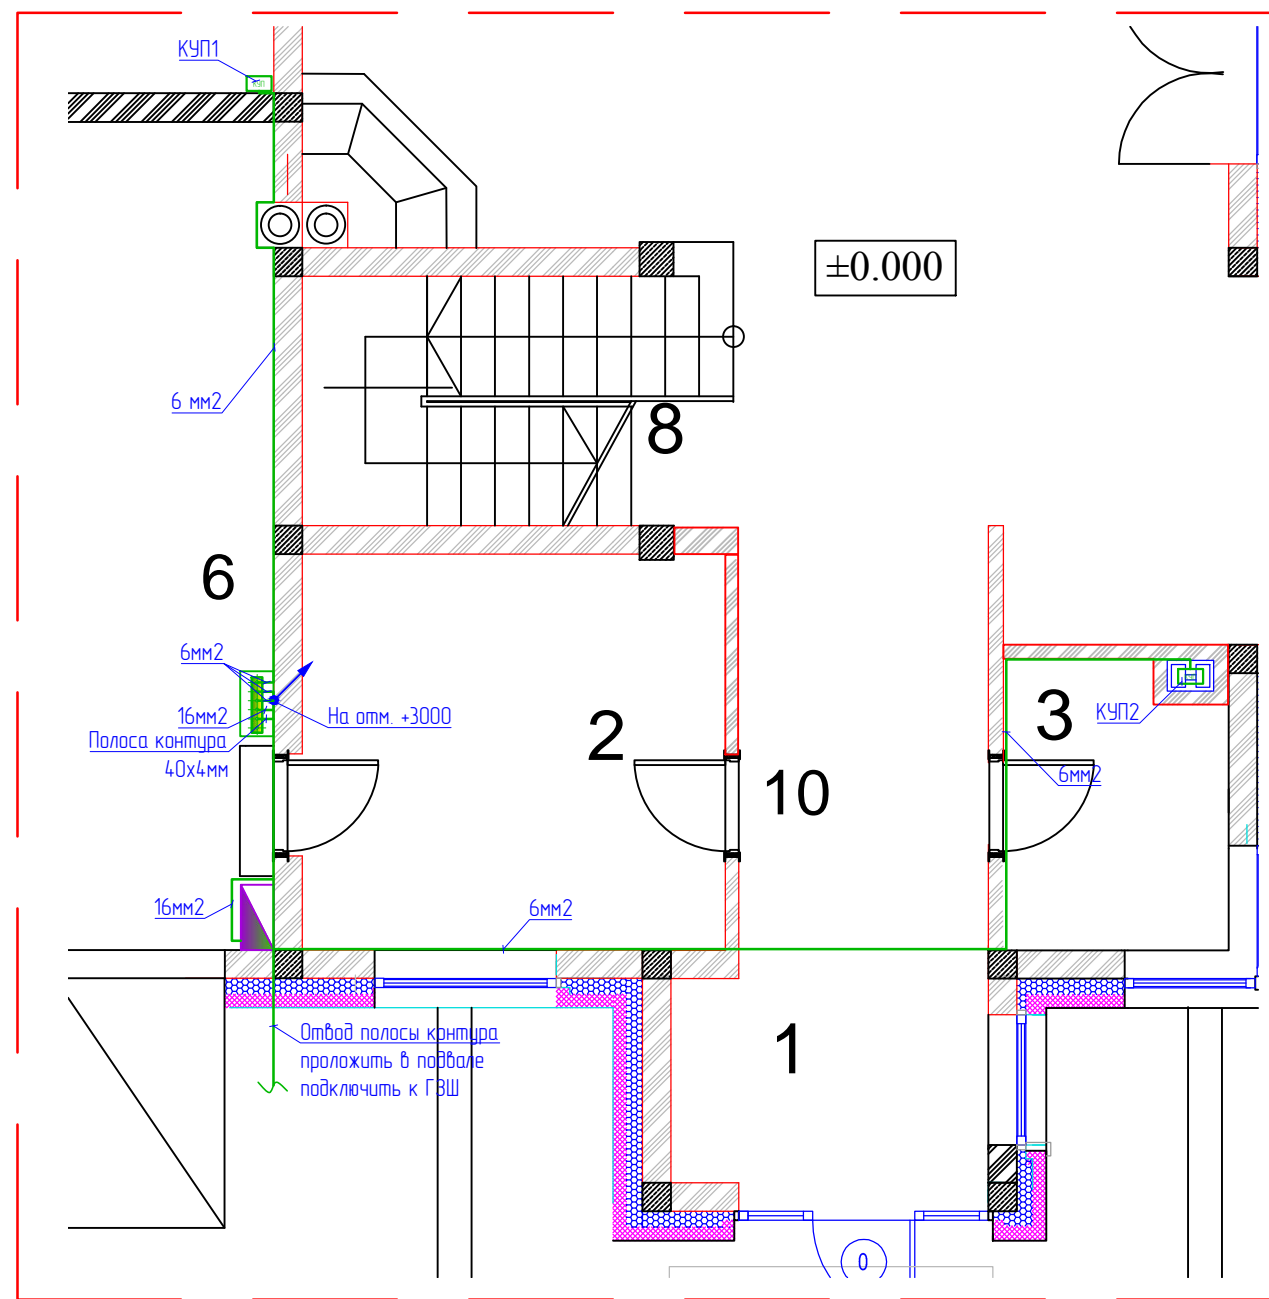 КУП1
КУП
±0.000
6 мм2
8
6
6мм2
16мм2
На отм. +3000
Полоса контура
40х4мм
2
3
КУП2
10
6мм2
16мм2
6мм2
1
Отвод полосы контура
проложить в подвале
подключить к ГЗШ
0